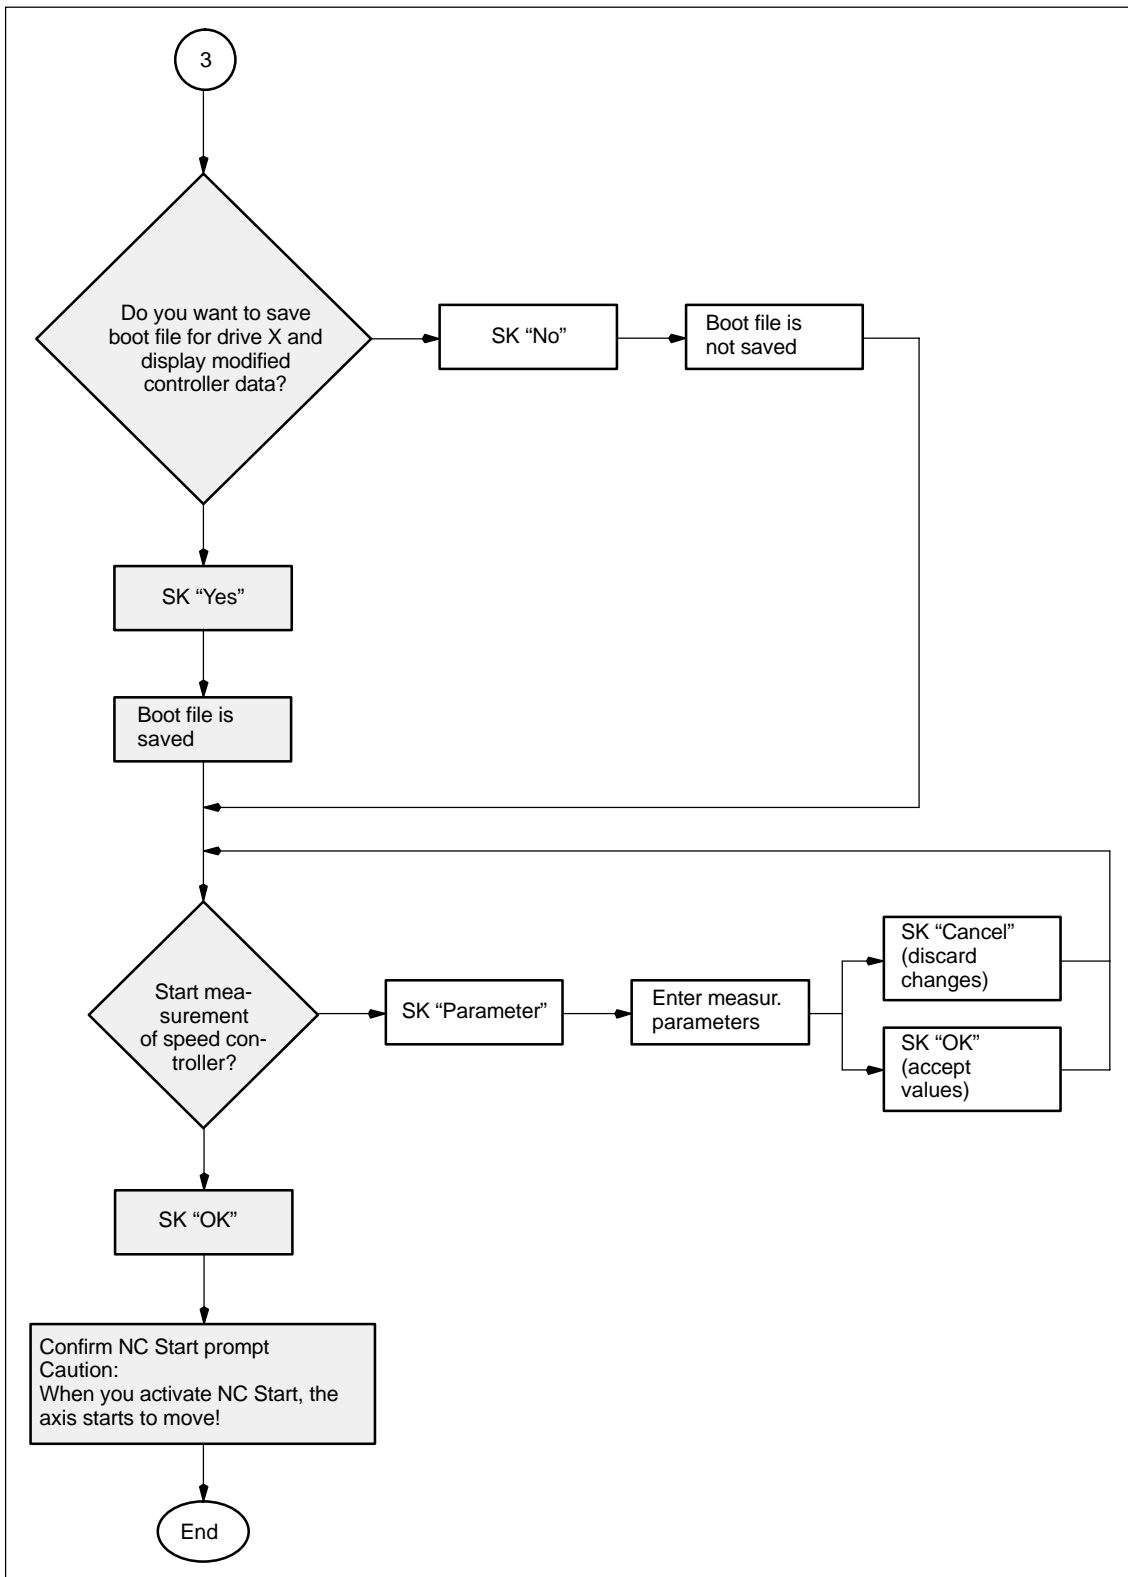 3
Do you want to save
boot file for drive X and
display modified
controller data?
SK “No”
Boot file is
not saved
SK “Yes”
Boot file is
saved
Start mea-
surement
of speed con-
troller?
SK “Parameter”
Enter measur.
parameters
SK “Cancel”
(discard
changes)
SK “OK”
(accept
values)
SK “OK”
Confirm NC Start prompt
Caution:
When you activate NC Start, the
axis starts to move!
End